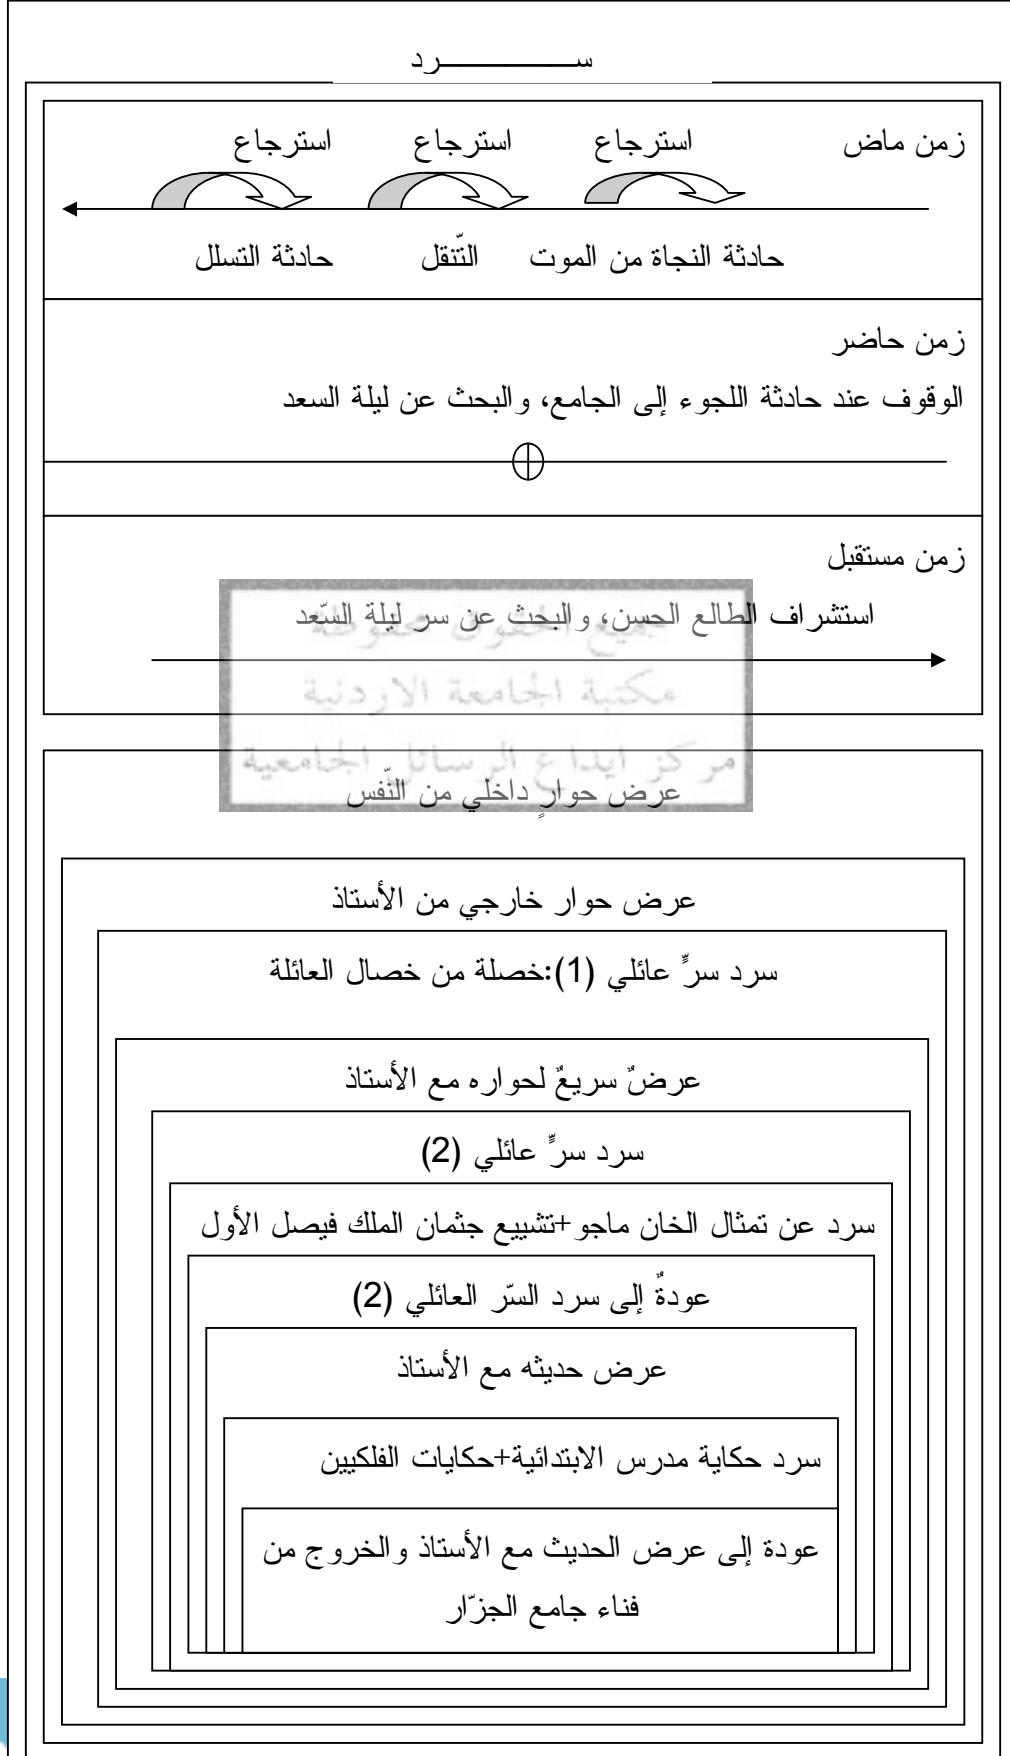 ســـــــرد
زمن ماض
استرجاع استرجاع استرجاع
حادثة النجاة من الموت التّنقل حادثة التسلل
زمن حاضر
الوقوف عند حادثة اللجوء إلى الجامع، والبحث عن ليلة السعد
زمن مستقبل
استشراف الطالع الحسن، والبحث عن سر ليلة السّعد
جميع الحقوق محفوظة
مكتبة الجامعة الاردنية
مركز ايداع الرسائل الجامعية
عرض حوارٍ داخلي من النّفس
عرض حوار خارجي من الأستاذ
سرد سرٍّ عائلي (1):خصلة من خصال العائلة
عرضٌ سريعٌ لحواره مع الأستاذ
سرد سرٍّ عائلي (2)
سرد عن تمثال الخان ماجو+تشييع جثمان الملك فيصل الأول
عودةٌ إلى سرد السّر العائلي (2)
عرض حديثه مع الأستاذ
سرد حكاية مدرس الابتدائية+حكايات الفلكيين
عودة إلى عرض الحديث مع الأستاذ والخروج من
فناء جامع الجزّار